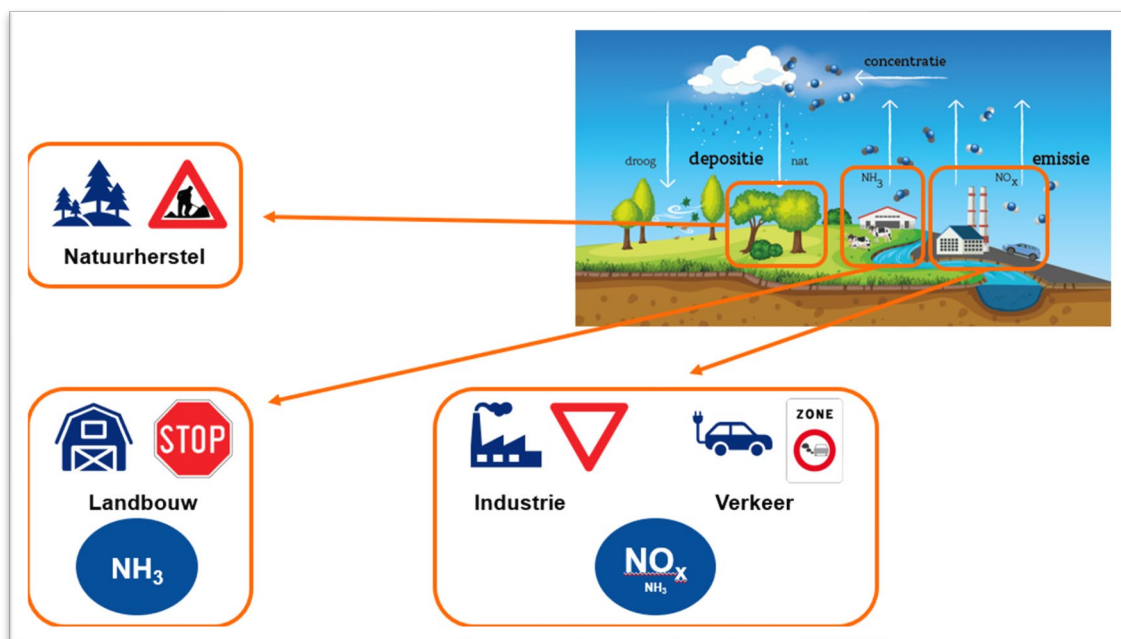 concentratie
droog
depositie
nat
emissie
NH₃
NOₓ
Natuurherstel
STOP
ZONE
Landbouw
Industrie
Verkeer
NH₃
NOₓ
NH₃